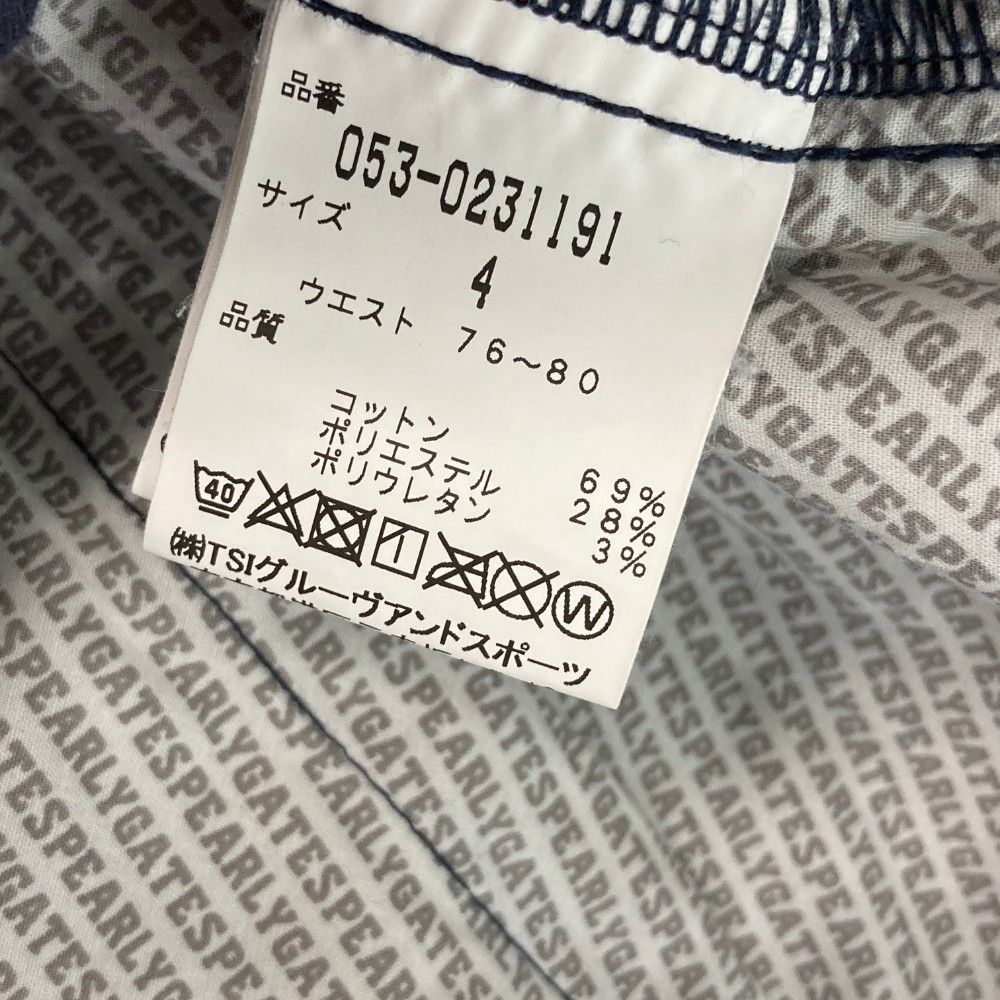 品番
053-0231191
サイズ
4
ウエスト 76~80
品質
コットン 69%
ポリエステル 28%
ポリウレタン 3%
40
1
W
(株)TSIグルーヴアンドスポーツ
PEARLYGATES